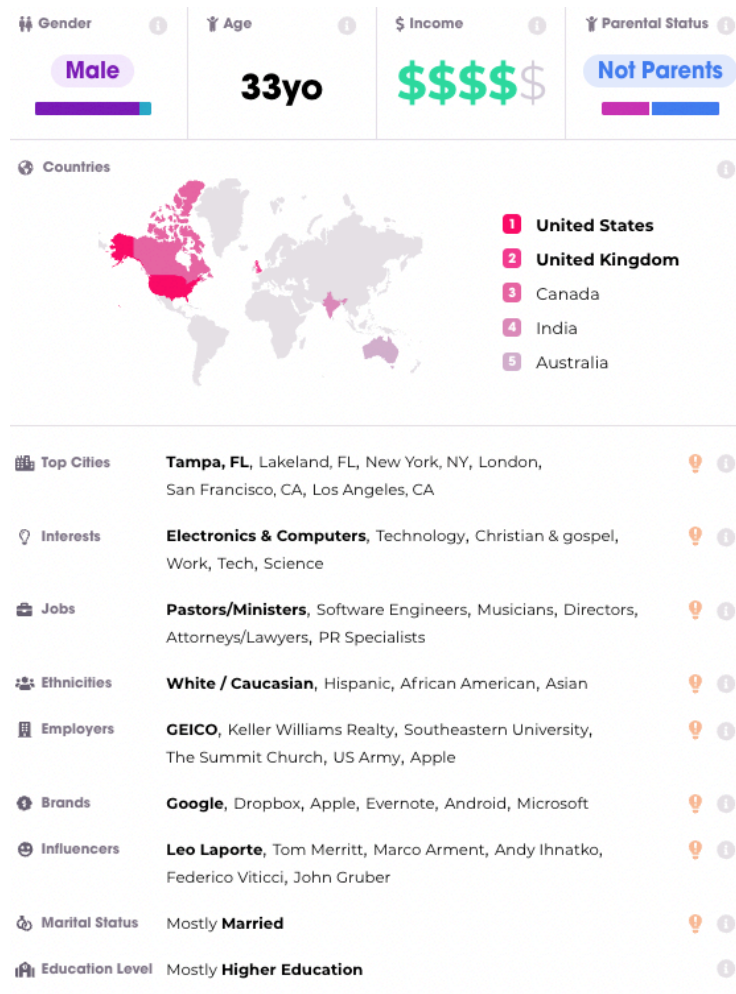 Gender
Age
$ Income
Parental Status
Male
33yo
$$$$$
Not Parents
Countries
1 United States
2 United Kingdom
3 Canada
4 India
5 Australia
Top Cities
Tampa, FL, Lakeland, FL, New York, NY, London,
San Francisco, CA, Los Angeles, CA
Interests
Electronics & Computers, Technology, Christian & gospel,
Work, Tech, Science
Jobs
Pastors/Ministers, Software Engineers, Musicians, Directors,
Attorneys/Lawyers, PR Specialists
Ethnicities
White / Caucasian, Hispanic, African American, Asian
Employers
GEICO, Keller Williams Realty, Southeastern University,
The Summit Church, US Army, Apple
Brands
Google, Dropbox, Apple, Evernote, Android, Microsoft
Influencers
Leo Laporte, Tom Merritt, Marco Arment, Andy Ihnatko,
Federico Viticci, John Gruber
Marital Status
Mostly Married
Education Level
Mostly Higher Education